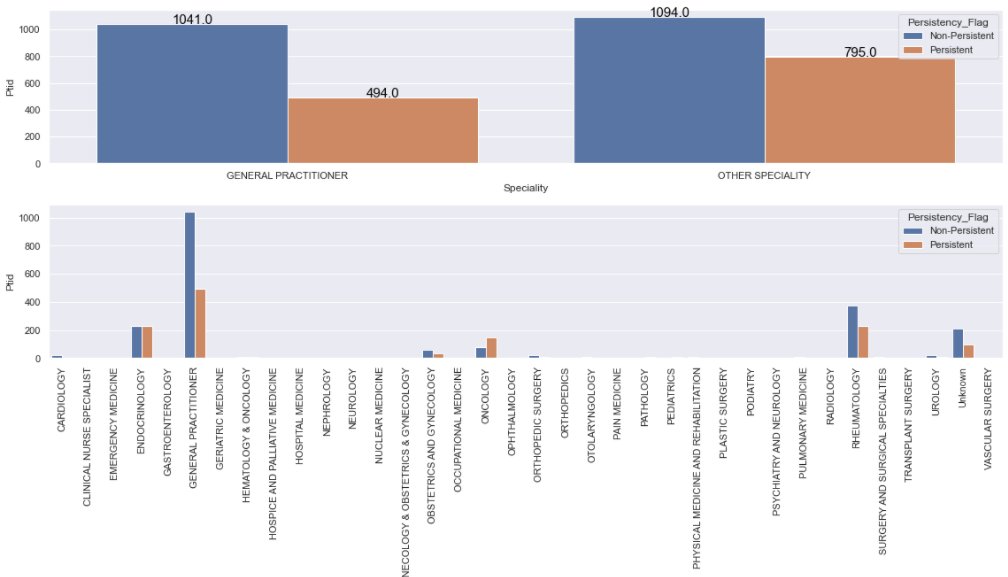 1041.0
1094.0
795.0
494.0
Persistency_Flag
Non-Persistent
Persistent
Ptid
1000
800
600
400
200
0
GENERAL PRACTITIONER
OTHER SPECIALITY
Speciality
Persistency_Flag
Non-Persistent
Persistent
Ptid
1000
800
600
400
200
0
CARDIOLOGY
CLINICAL NURSE SPECIALIST
EMERGENCY MEDICINE
ENDOCRINOLOGY
GASTROENTEROLOGY
GENERAL PRACTITIONER
GERIATRIC MEDICINE
HEMATOLOGY & ONCOLOGY
HOSPICE AND PALLIATIVE MEDICINE
HOSPITAL MEDICINE
NEPHROLOGY
NEUROLOGY
NUCLEAR MEDICINE
NECOLOGY & OBSTETRICS & GYNECOLOGY
OBSTETRICS AND GYNECOLOGY
OCCUPATIONAL MEDICINE
ONCOLOGY
OPHTHALMOLOGY
ORTHOPEDIC SURGERY
ORTHOPEDICS
OTOLARYNGOLOGY
PAIN MEDICINE
PATHOLOGY
PEDIATRICS
PHYSICAL MEDICINE AND REHABILITATION
PLASTIC SURGERY
PODIATRY
PSYCHIATRY AND NEUROLOGY
PULMONARY MEDICINE
RADIOLOGY
RHEUMATOLOGY
SURGERY AND SURGICAL SPECIALTIES
TRANSPLANT SURGERY
UROLOGY
Unknown
VASCULAR SURGERY